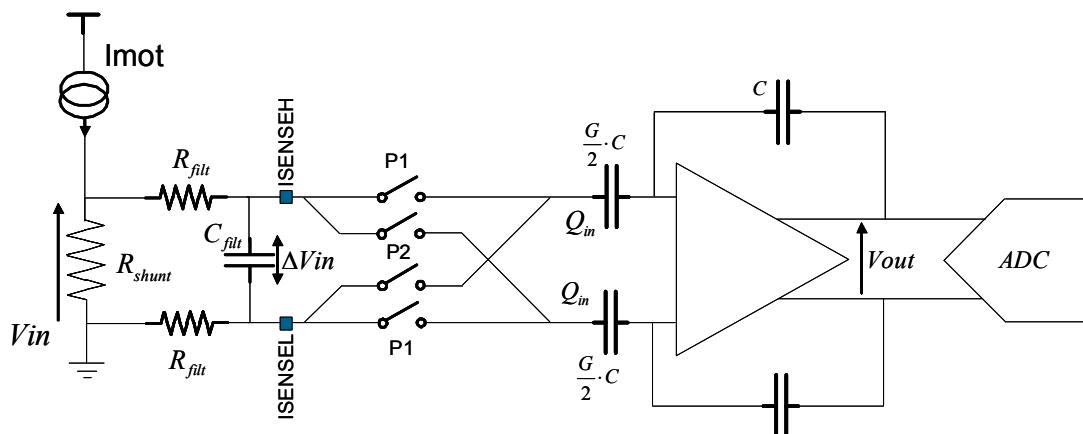 Imot
R_filt
ISENSEH
P1
G/2 · C
C
Q_in
P2
C_filt
ΔVin
R_shunt
Vin
Vout
ADC
Q_in
P1
R_filt
ISENSEL
G/2 · C